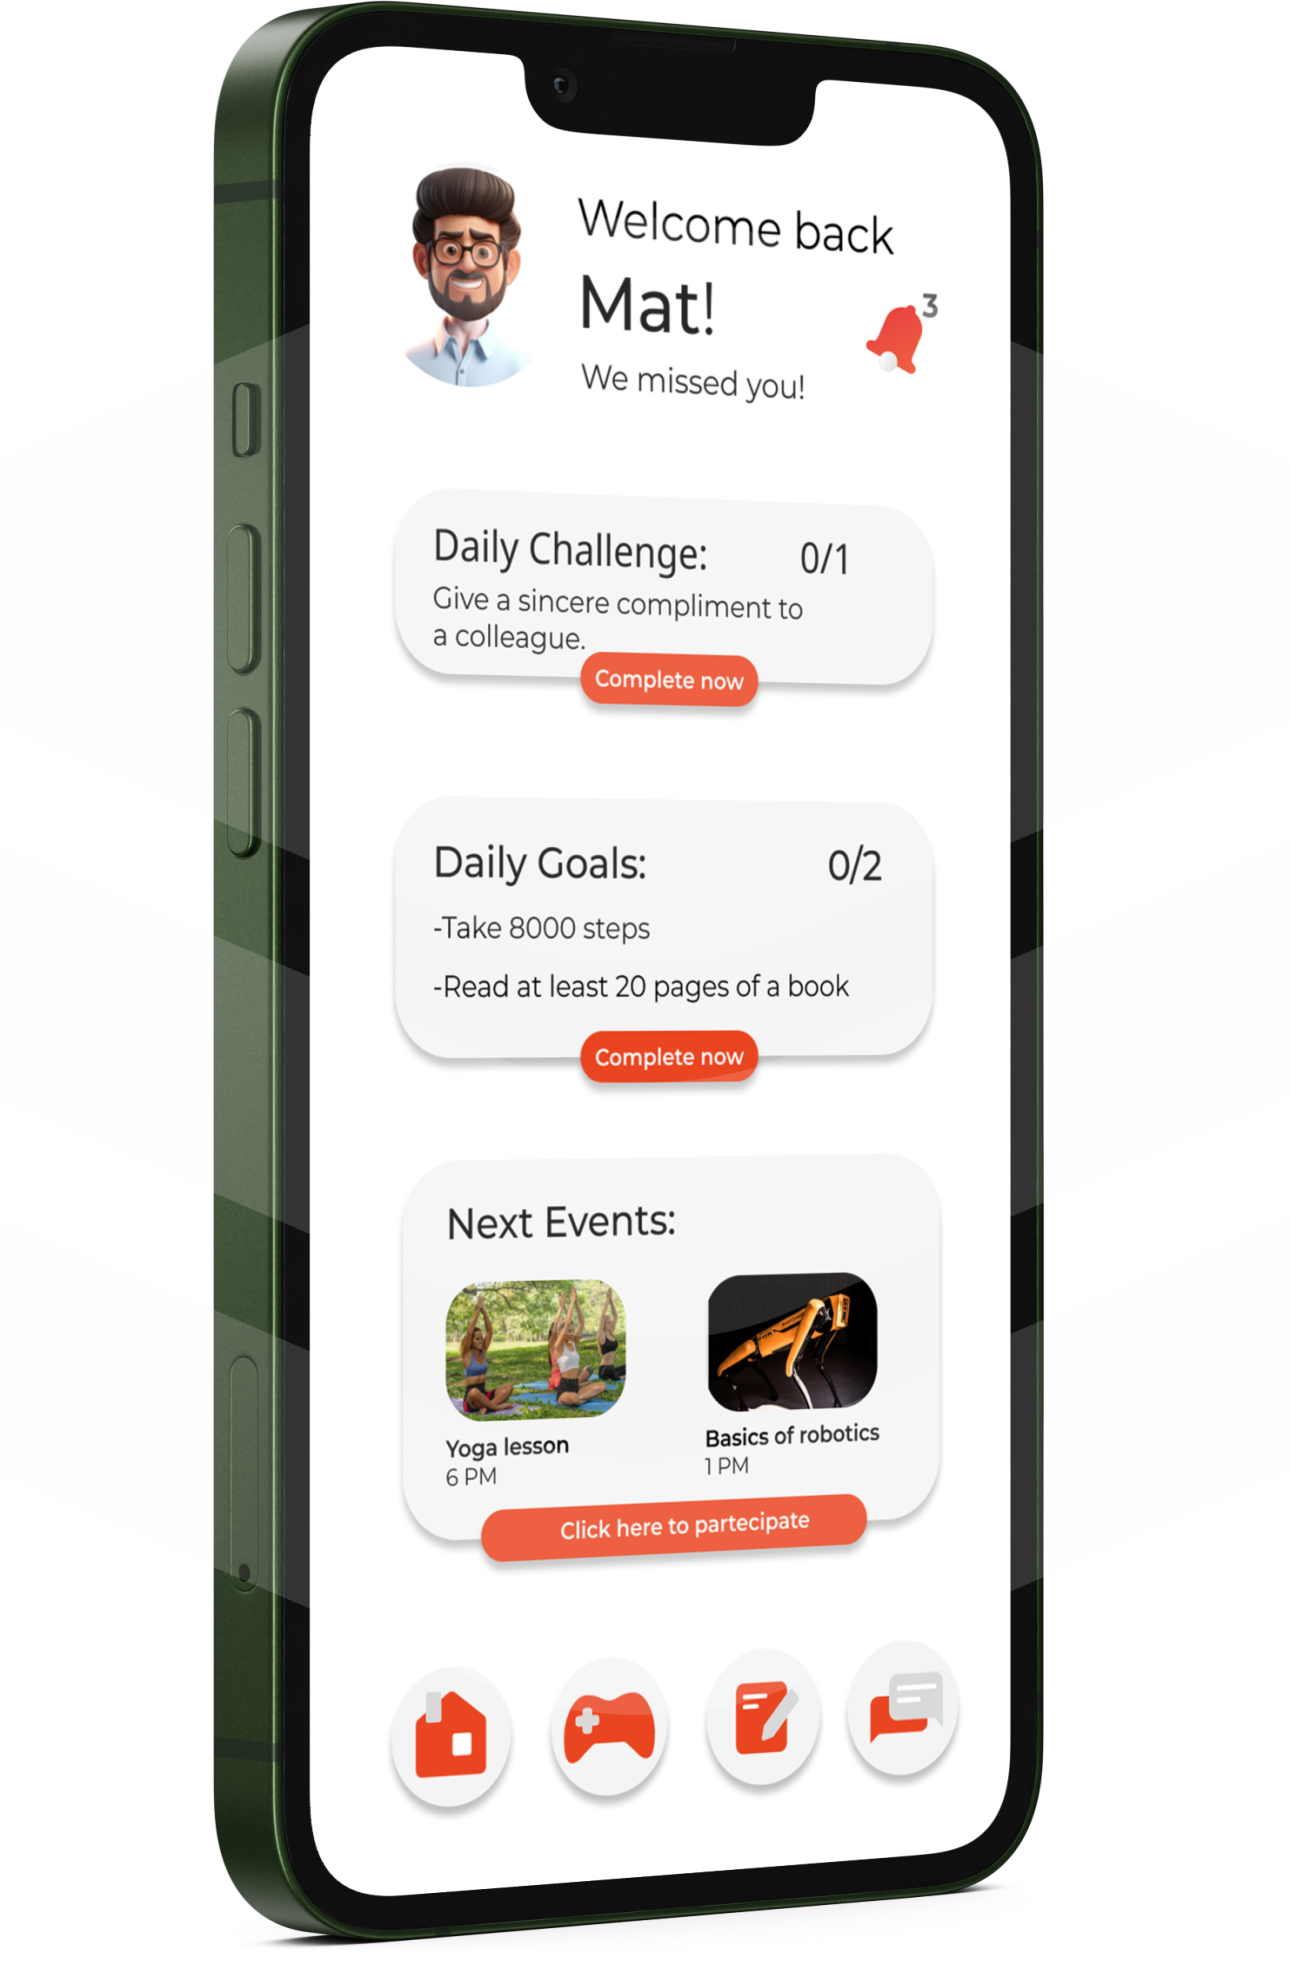 Welcome back
Mat!
3
We missed you!
Daily Challenge: 0/1
Give a sincere compliment to
a colleague.
Complete now
Daily Goals: 0/2
-Take 8000 steps
-Read at least 20 pages of a book
Complete now
Next Events:
Yoga lesson
6 PM
Basics of robotics
1 PM
Click here to partecipate